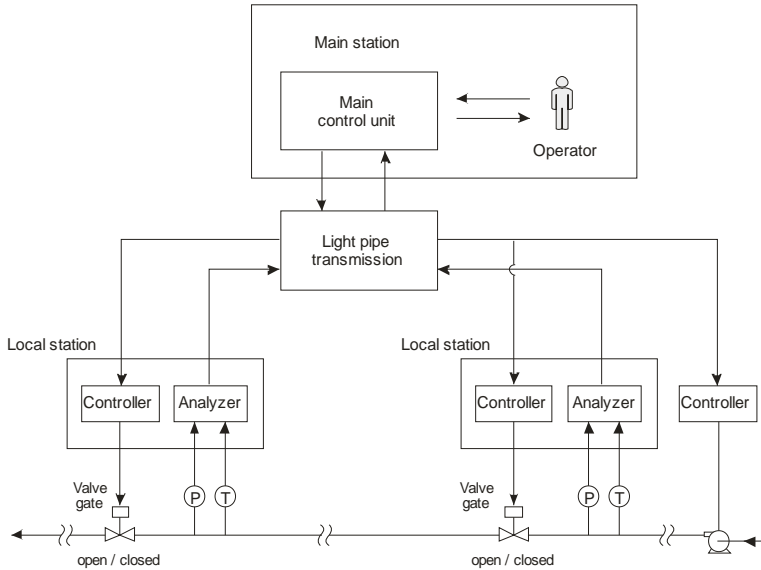 Main station
Main
control unit
Operator
Light pipe
transmission
Local station
Local station
Controller
Analyzer
Controller
Analyzer
Controller
Valve
gate
P
T
Valve
gate
P
T
open / closed
open / closed